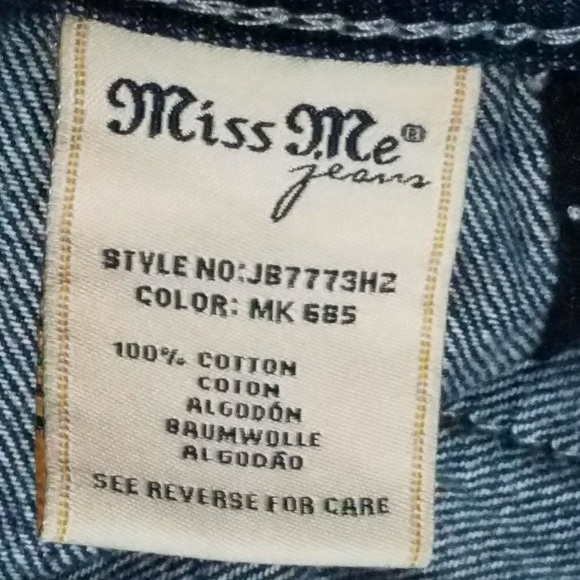 Miss Me®
jeans
STYLE NO:JB7773H2
COLOR: MK 685
100% COTTON
COTON
ALGODÓN
BAUMWOLLE
ALGODÃO
SEE REVERSE FOR CARE